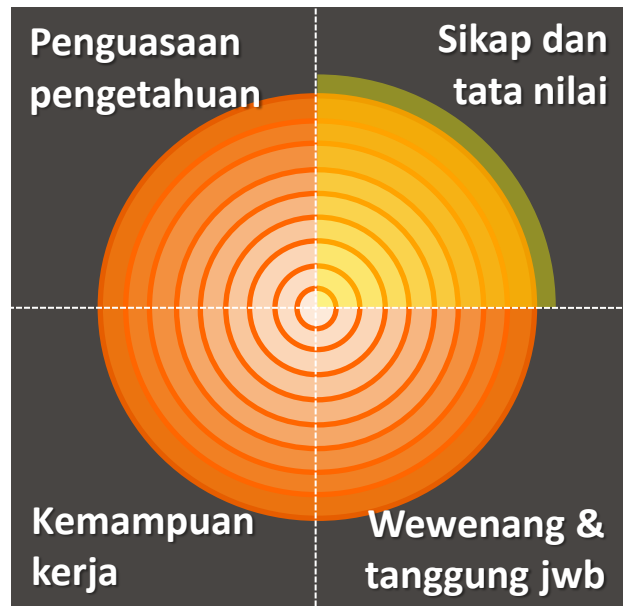 Penguasaan
pengetahuan
Sikap dan
tata nilai
Kemampuan
kerja
Wewenang &
tanggung jwb